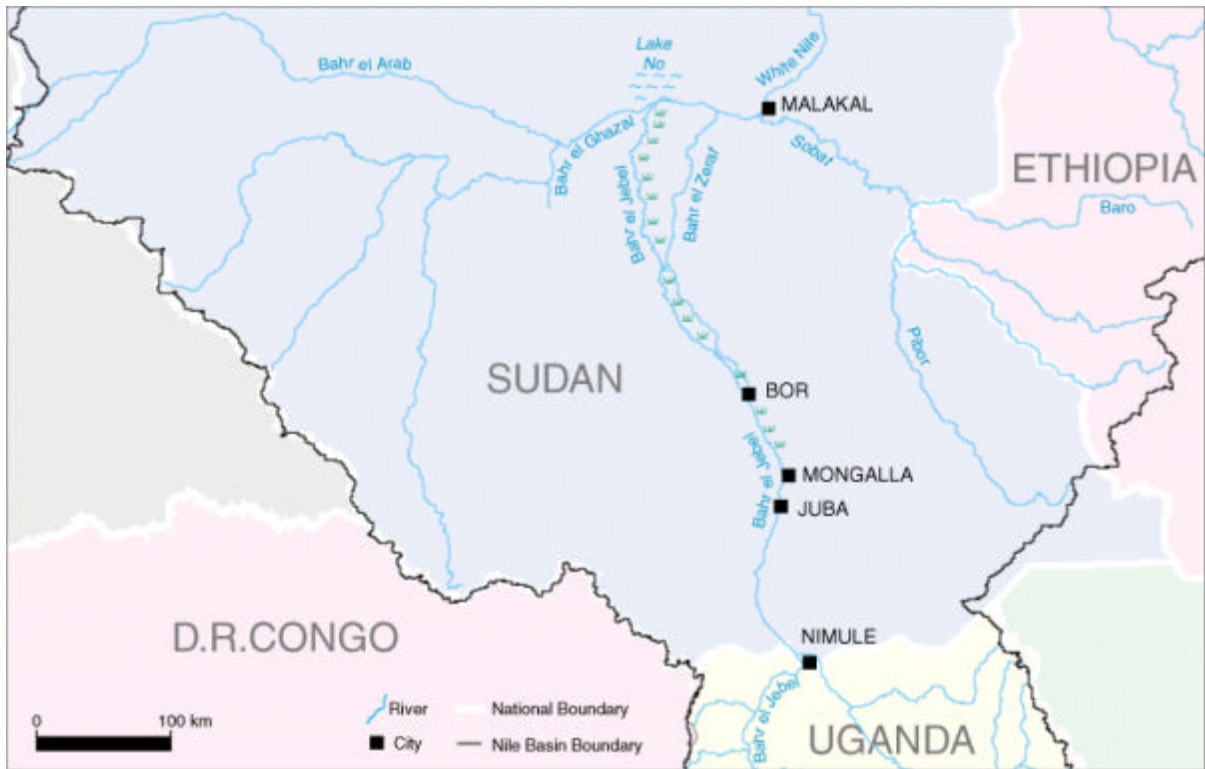 Lake
No
White Nile
Bahr el Arab
MALAKAL
Bahr el Ghazal
Sobat
ETHIOPIA
Bahr el Zeraf
Bahr el Jebel
Baro
Pibor
SUDAN
BOR
Bahr el Jebel
MONGALLA
JUBA
D.R.CONGO
NIMULE
Bahr el Jebel
UGANDA
0 100 km
River
National Boundary
City
Nile Basin Boundary